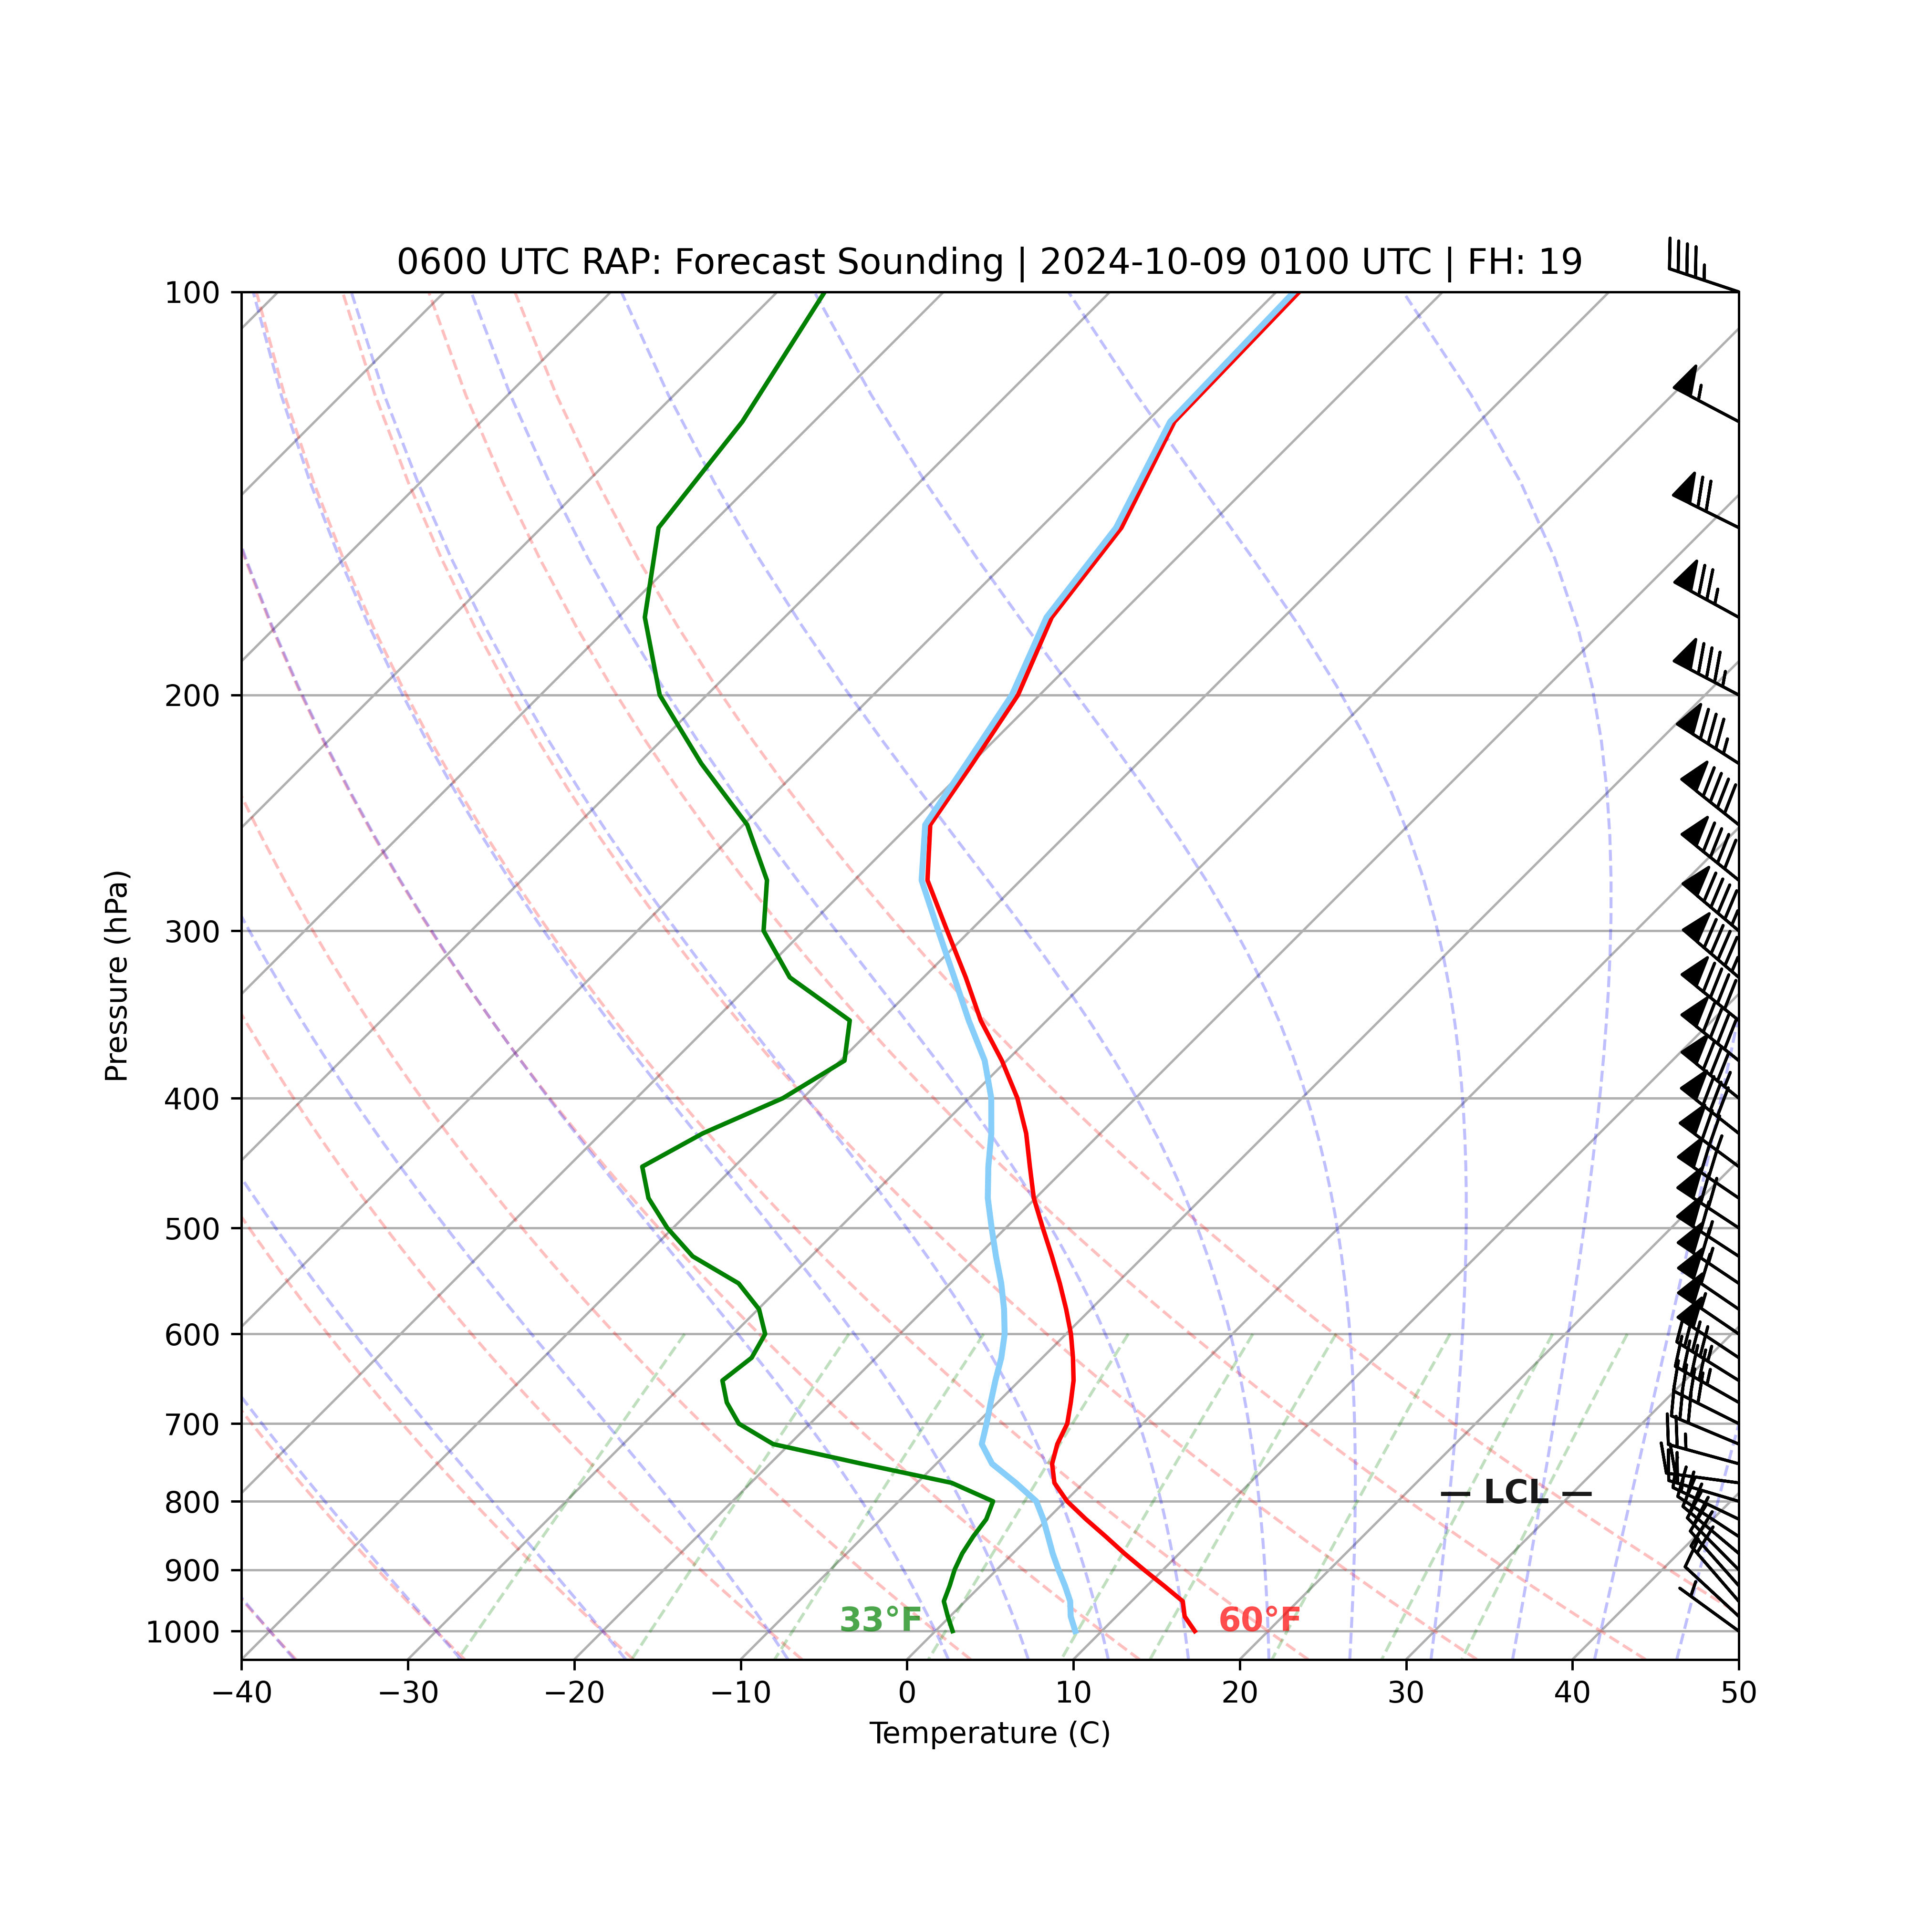 0600 UTC RAP: Forecast Sounding | 2024-10-09 0100 UTC | FH: 19
100
200
300
400
500
600
700
800
900
1000
Pressure (hPa)
— LCL —
33°F
60°F
−40 −30 −20 −10 0 10 20 30 40 50
Temperature (C)